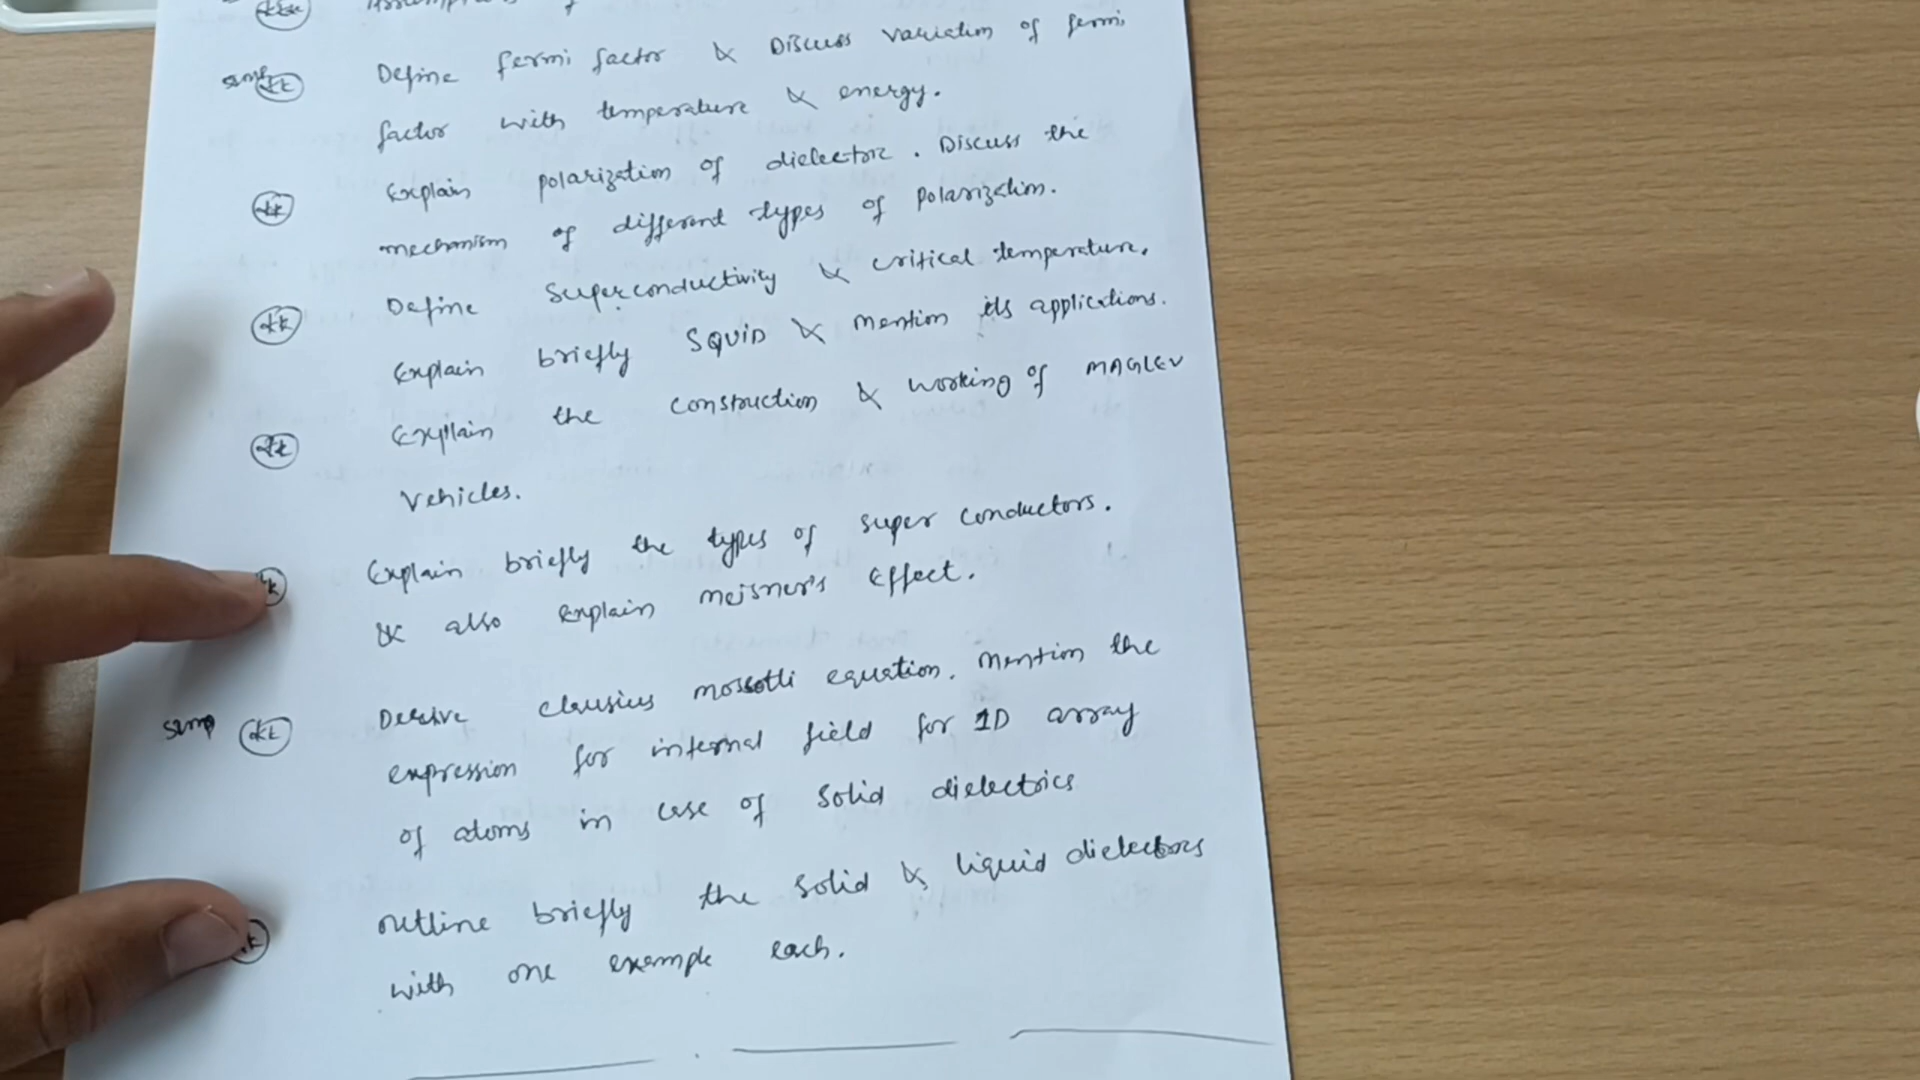 Define fermi factor & Discuss variation of fermi
factor with temperature & energy.
Explain polarization of dielectric. Discuss the
mechanism of different types of polarization.
Define superconductivity & critical temperature.
Explain briefly SQUID & mention its applications.
Explain the construction & working of MAGLEV
vehicles.
Explain briefly the types of super conductors.
& also explain meisner's Effect.
Derive clausius mossotti equation. Mention the
expression for internal field for 1D array
of atoms in case of solid dielectrics
outline briefly the solid & liquid dielectrics
with one example each.